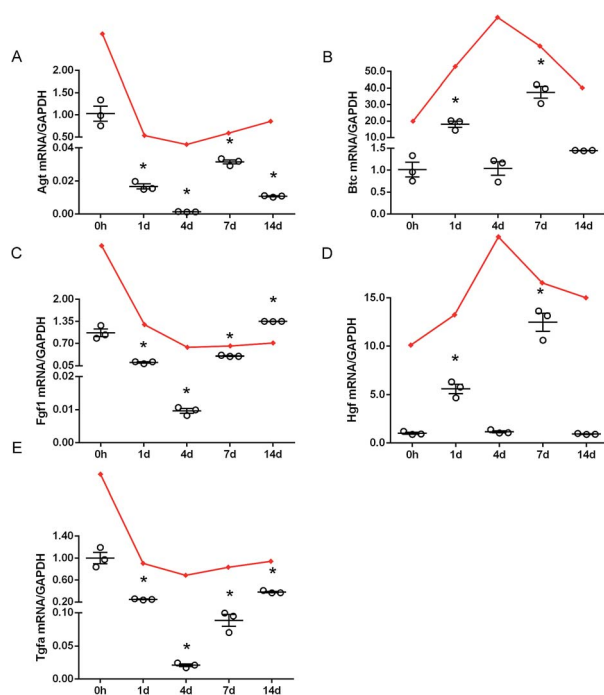 A
Agt mRNA/GAPDH
2.00
1.50
1.00
0.50
0.04
0.02
0.00
0h 1d 4d 7d 14d
* * * *
B
Btc mRNA/GAPDH
80.0
60.0
40.0
20.0
1.5
1.0
0.5
0.0
0h 1d 4d 7d 14d
* *
C
Fgf1 mRNA/GAPDH
2.00
1.35
0.70
0.05
0.02
0.01
0.00
0h 1d 4d 7d 14d
* * * *
D
Hgf mRNA/GAPDH
15.0
10.0
5.0
0.0
0h 1d 4d 7d 14d
* *
E
Tgfa mRNA/GAPDH
1.40
1.00
0.60
0.20
0.10
0.05
0.00
0h 1d 4d 7d 14d
* * * *